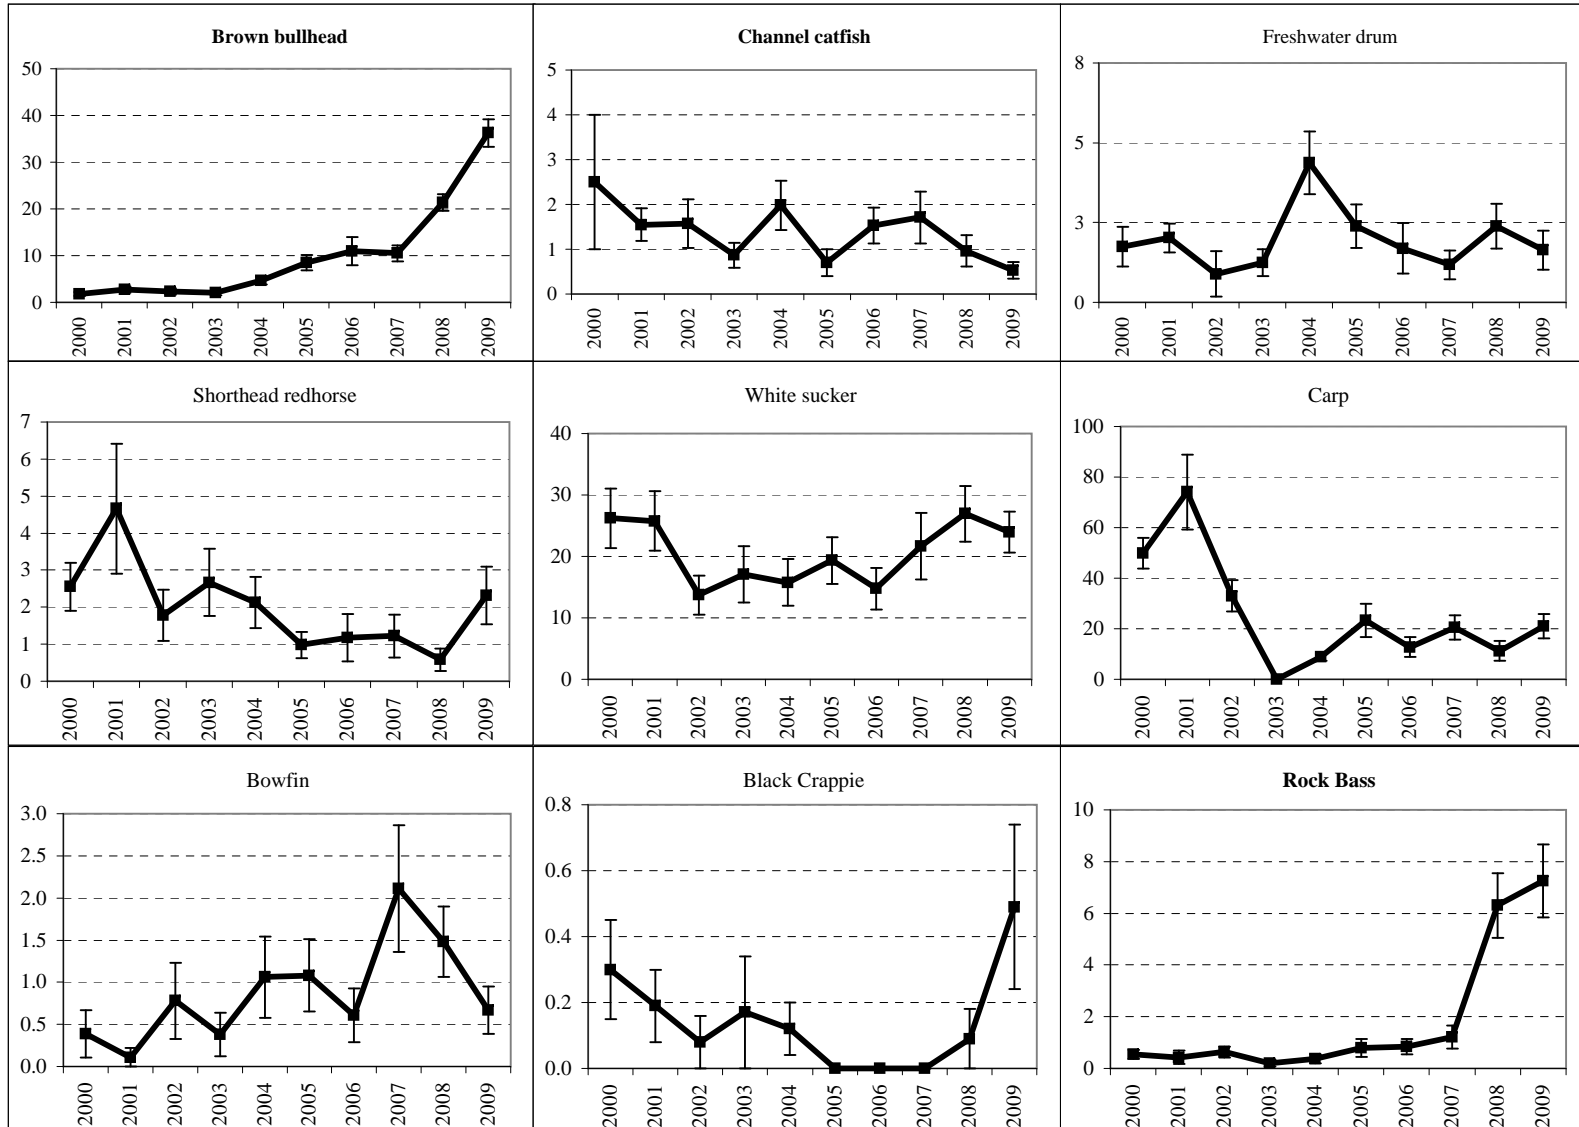 Brown bullhead
50
40
30
20
10
0
2000 2001 2002 2003 2004 2005 2006 2007 2008 2009
Channel catfish
5
4
3
2
1
0
2000 2001 2002 2003 2004 2005 2006 2007 2008 2009
Freshwater drum
8
5
3
0
2000 2001 2002 2003 2004 2005 2006 2007 2008 2009
Shorthead redhorse
7
6
5
4
3
2
1
0
2000 2001 2002 2003 2004 2005 2006 2007 2008 2009
White sucker
40
30
20
10
0
2000 2001 2002 2003 2004 2005 2006 2007 2008 2009
Carp
100
80
60
40
20
0
2000 2001 2002 2003 2004 2005 2006 2007 2008 2009
Bowfin
3.0
2.5
2.0
1.5
1.0
0.5
0.0
2000 2001 2002 2003 2004 2005 2006 2007 2008 2009
Black Crappie
0.8
0.6
0.4
0.2
0.0
2000 2001 2002 2003 2004 2005 2006 2007 2008 2009
Rock Bass
10
8
6
4
2
0
2000 2001 2002 2003 2004 2005 2006 2007 2008 2009